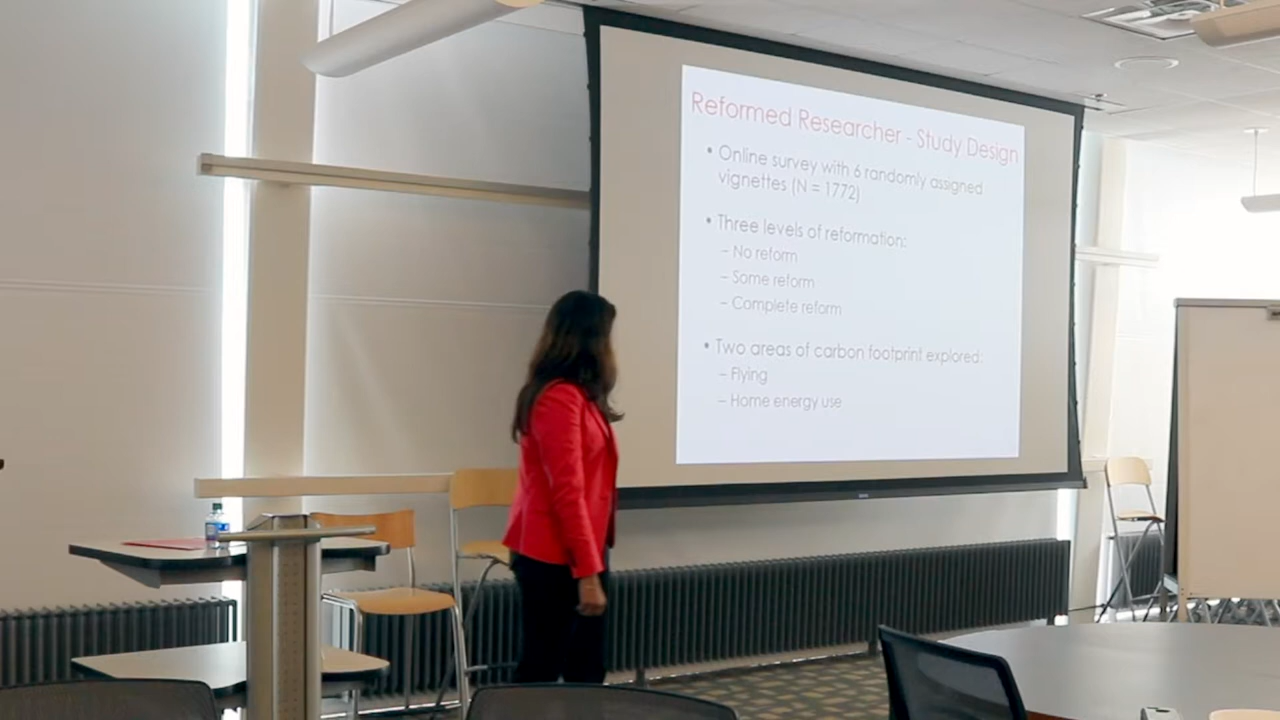 Reformed Researcher - Study Design
• Online survey with 6 randomly assigned
vignettes (N = 1772)
• Three levels of reformation:
– No reform
– Some reform
– Complete reform
• Two areas of carbon footprint explored:
– Flying
– Home energy use